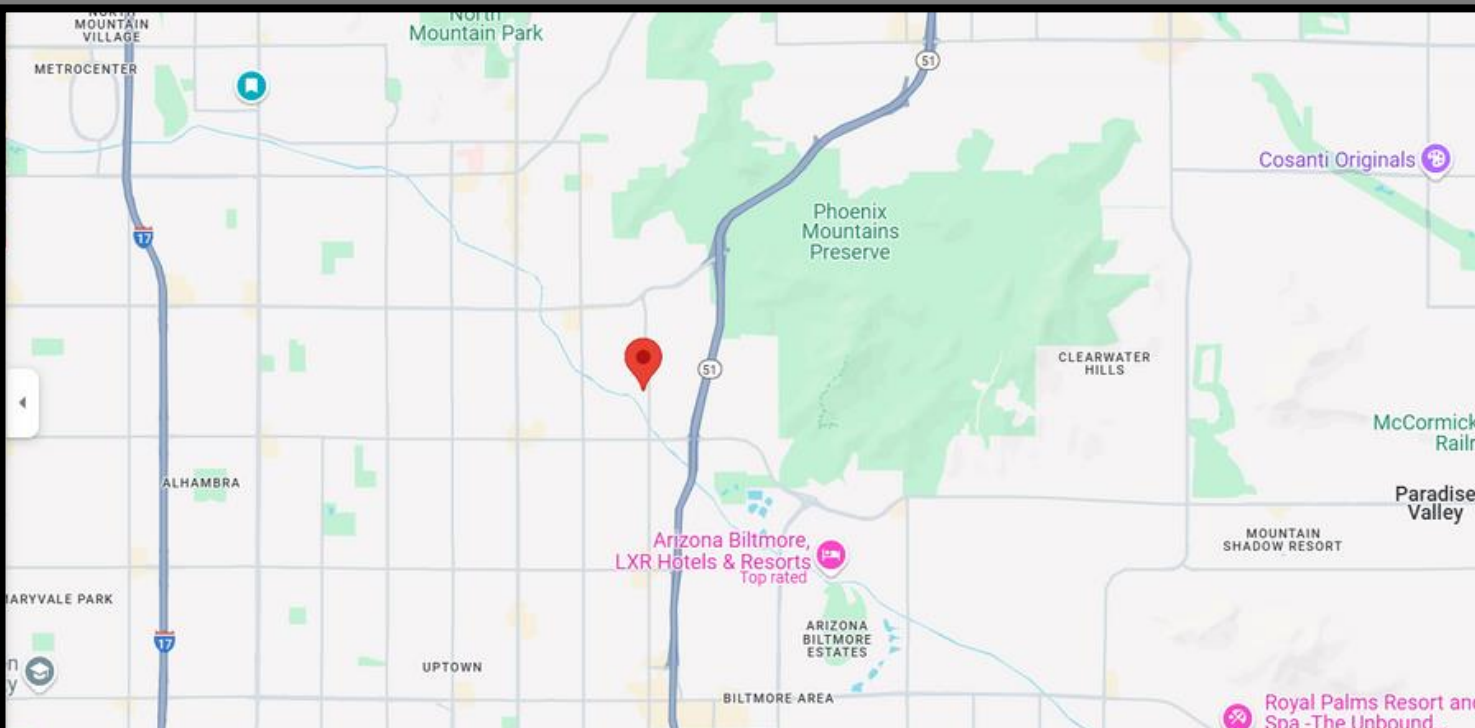 NORTH
MOUNTAIN
VILLAGE
METROCENTER
North
Mountain Park
51
Cosanti Originals
17
Phoenix
Mountains
Preserve
CLEARWATER
HILLS
51
McCormick
Railr
ALHAMBRA
Paradise
Valley
MOUNTAIN
SHADOW RESORT
Arizona Biltmore,
LXR Hotels & Resorts
Top rated
ARYVALE PARK
ARIZONA
BILTMORE
ESTATES
17
UPTOWN
n
y
BILTMORE AREA
Royal Palms Resort and
Spa -The Unbound...